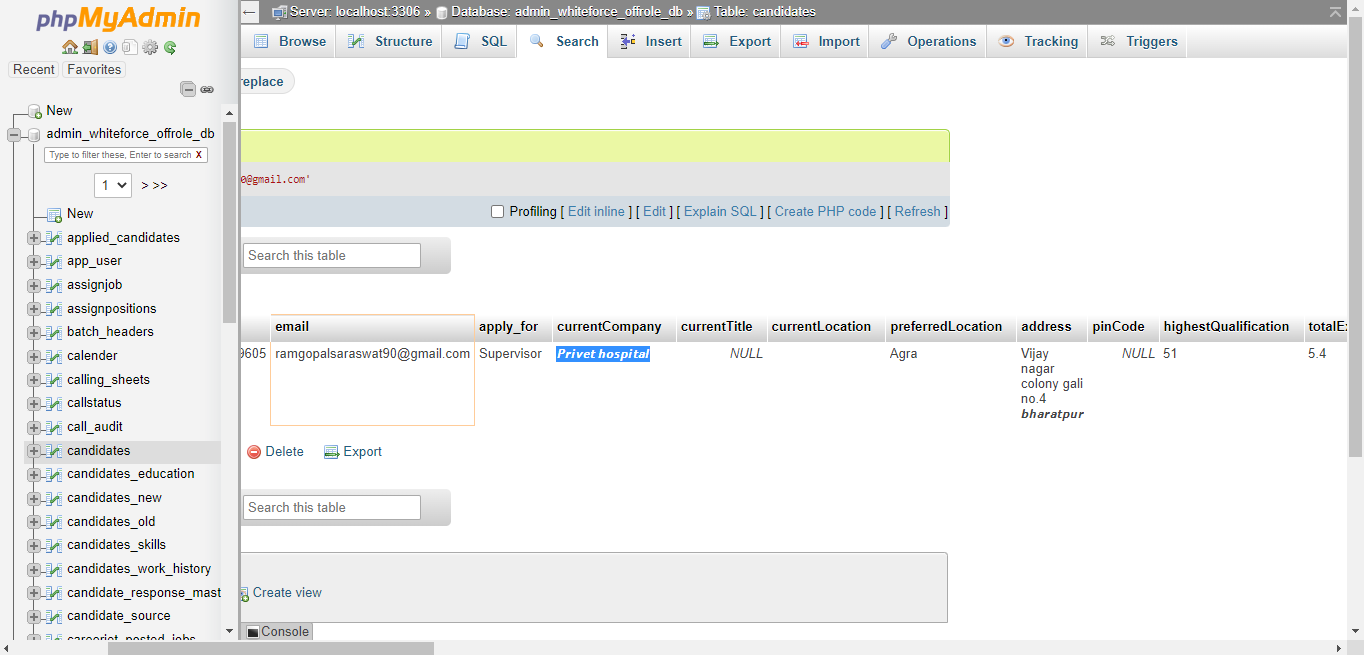 phpMyAdmin
Recent Favorites
New
admin_whiteforce_offrole_db
Type to filter these, Enter to search X
1 > >>
New
applied_candidates
app_user
assignjob
assignpositions
batch_headers
calender
calling_sheets
callstatus
call_audit
candidates
candidates_education
candidates_new
candidates_old
candidates_skills
candidates_work_history
candidate_response_mast
candidate_source
careerjet_posted_jobs
Server: localhost:3306 » Database: admin_whiteforce_offrole_db » Table: candidates
Browse Structure SQL Search Insert Export Import Operations Tracking Triggers
replace
0@gmail.com'
Profiling [ Edit inline ] [ Edit ] [ Explain SQL ] [ Create PHP code ] [ Refresh ]
Search this table
email apply_for currentCompany currentTitle currentLocation preferredLocation address pinCode highestQualification totalEx
9605 ramgopalsaraswat90@gmail.com Supervisor Privet hospital NULL Agra Vijay NULL 51 5.4
nagar
colony gali
no.4
bharatpur
Delete Export
Search this table
Create view
Console